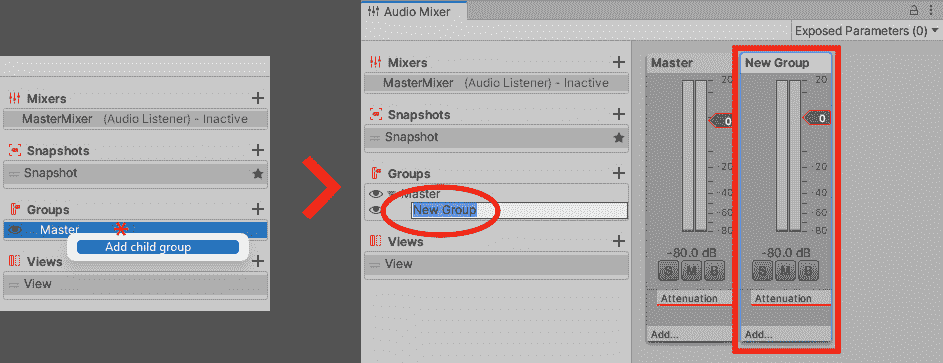 Mixers
MasterMixer (Audio Listener) - Inactive
Snapshots
Snapshot
Groups
Master
Add child group
Views
View
Audio Mixer
Exposed Parameters (0)
Mixers
MasterMixer (Audio Listener) - Inactive
Snapshots
Snapshot
Groups
Master
New Group
Views
View
Master
20
0
-20
-40
-60
-80
-80.0 dB
S M B
Attenuation
Add...
New Group
20
0
-20
-40
-60
-80
-80.0 dB
S M B
Attenuation
Add...